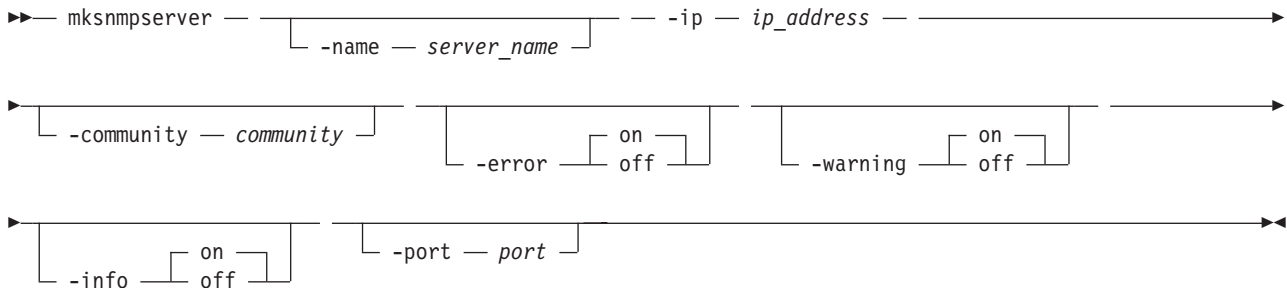 mksnmpserver -name server_name -ip ip_address
-community community -error on off -warning on off
-info on off -port port